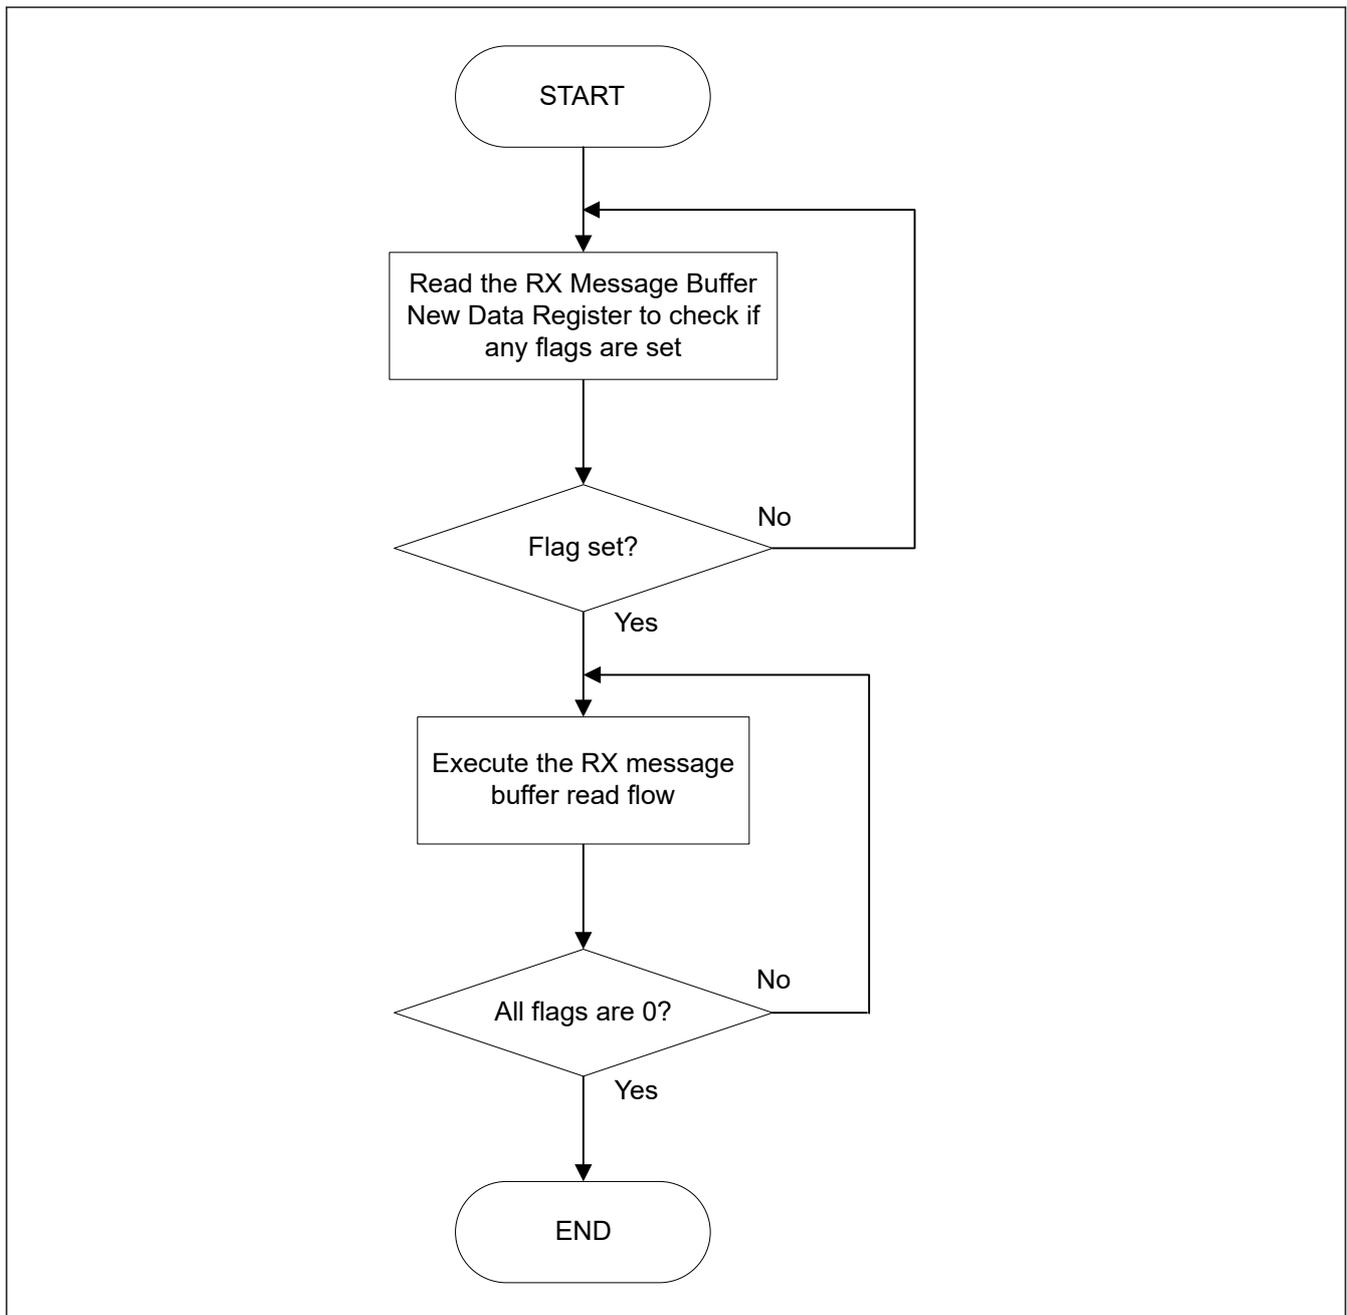 START
Read the RX Message Buffer
New Data Register to check if
any flags are set
No
Flag set?
Yes
Execute the RX message
buffer read flow
No
All flags are 0?
Yes
END